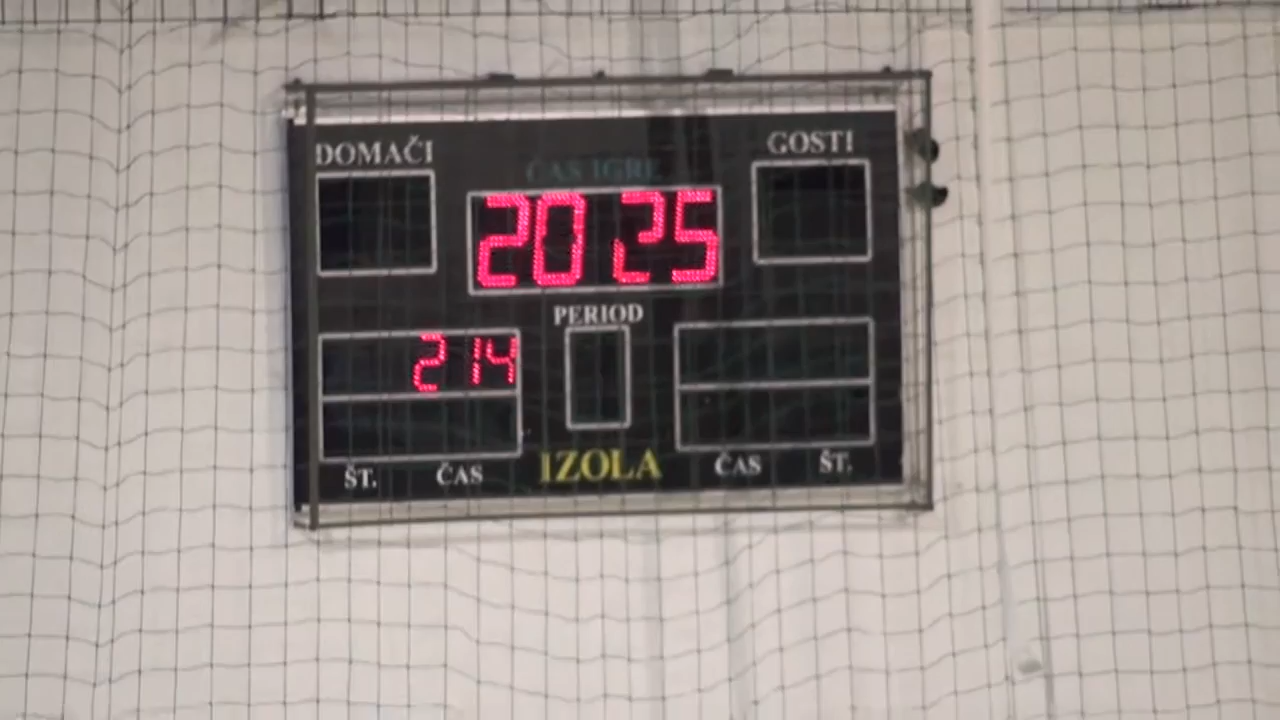 DOMAČI
ČAS IGRE
GOSTI
20 25
PERIOD
2 14
ŠT.
ČAS
IZOLA
ČAS
ŠT.